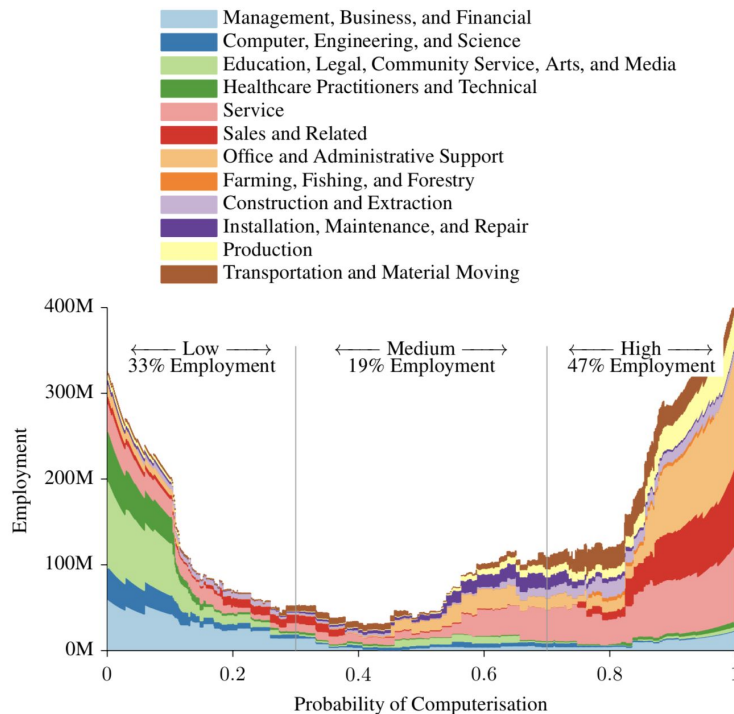 Management, Business, and Financial
Computer, Engineering, and Science
Education, Legal, Community Service, Arts, and Media
Healthcare Practitioners and Technical
Service
Sales and Related
Office and Administrative Support
Farming, Fishing, and Forestry
Construction and Extraction
Installation, Maintenance, and Repair
Production
Transportation and Material Moving
400M
Low
Medium
High
33% Employment
19% Employment
47% Employment
300M
200M
100M
0M
Employment
0
0.2
0.4
0.6
0.8
1
Probability of Computerisation